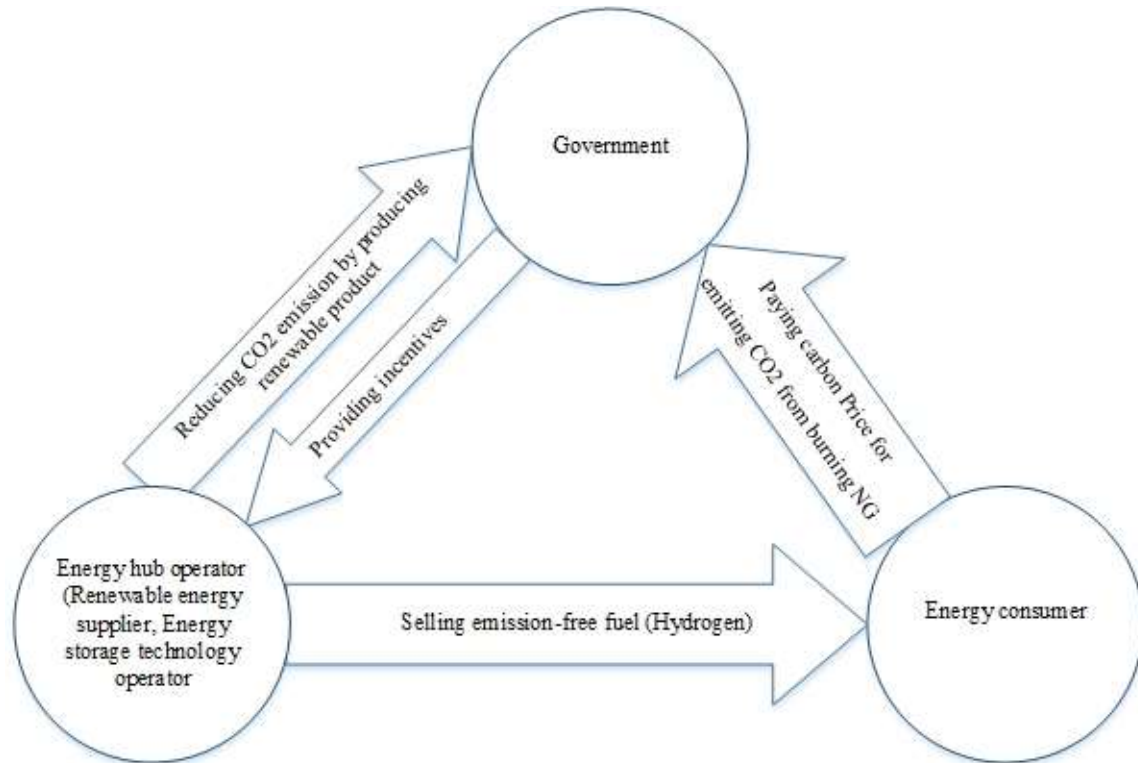 Government
Reducing CO2 emission by producing
renewable product
Providing incentives
Paying carbon Price for
emitting CO2 from burning NG
Energy hub operator
(Renewable energy
supplier, Energy
storage technology
operator
Selling emission-free fuel (Hydrogen)
Energy consumer